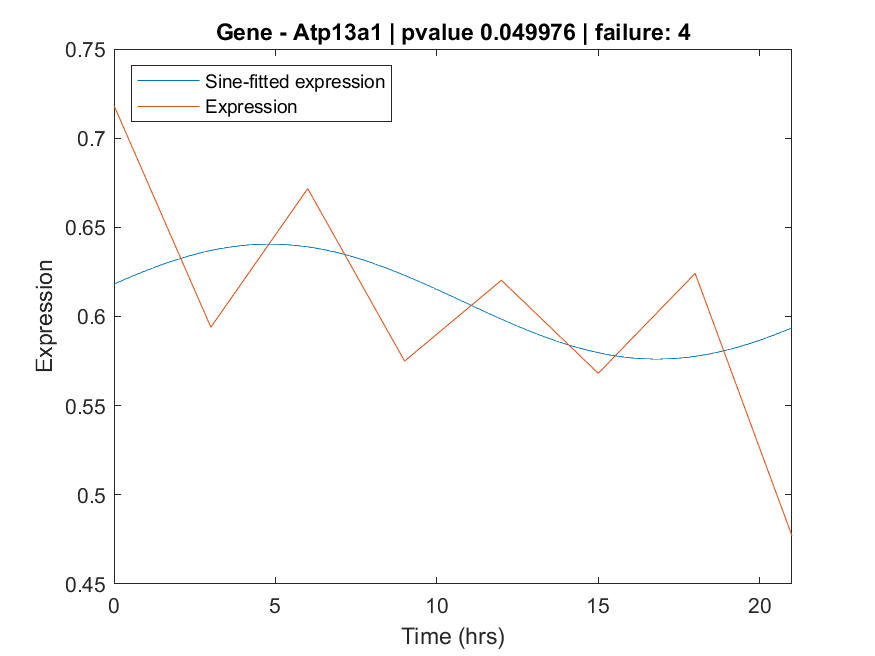 Gene - Atp13a1 | pvalue 0.049976 | failure: 4
0.75
Sine-fitted expression
Expression
0.7
0.65
0.6
0.55
0.5
0.45
Expression
0 5 10 15 20
Time (hrs)